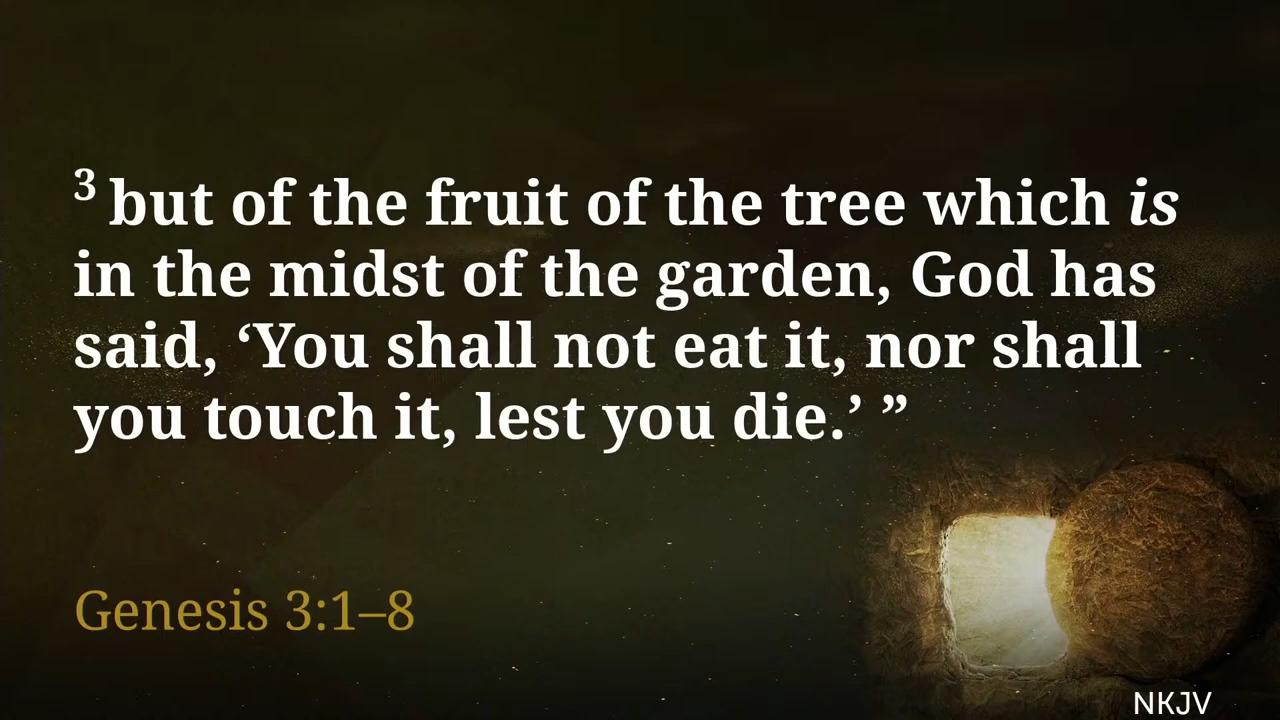 3 but of the fruit of the tree which is
in the midst of the garden, God has
said, ‘You shall not eat it, nor shall
you touch it, lest you die.’ ”
Genesis 3:1–8
NKJV